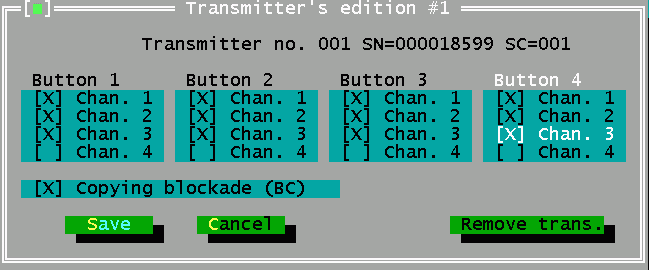 [■] Transmitter's edition #1
Transmitter no. 001 SN=000018599 SC=001
Button 1 Button 2 Button 3 Button 4
[X] Chan. 1 [X] Chan. 1 [X] Chan. 1 [X] Chan. 1
[X] Chan. 2 [X] Chan. 2 [X] Chan. 2 [X] Chan. 2
[X] Chan. 3 [X] Chan. 3 [X] Chan. 3 [X] Chan. 3
[ ] Chan. 4 [ ] Chan. 4 [ ] Chan. 4 [ ] Chan. 4
[X] Copying blockade (BC)
Save Cancel Remove trans.